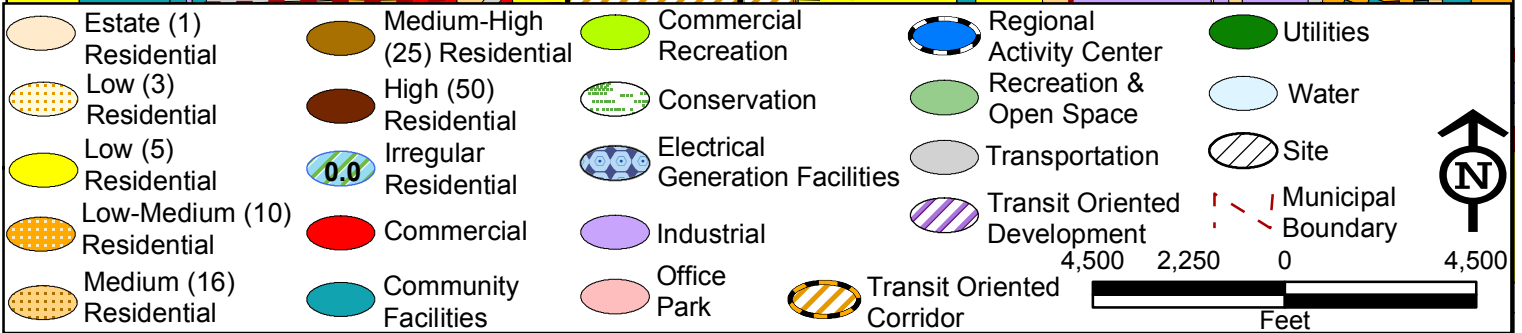 Estate (1)
Residential
Low (3)
Residential
Low (5)
Residential
Low-Medium (10)
Residential
Medium (16)
Residential
Medium-High
(25) Residential
High (50)
Residential
0.0
Irregular
Residential
Commercial
Community
Facilities
Commercial
Recreation
Conservation
Electrical
Generation Facilities
Industrial
Office
Park
Transit Oriented
Corridor
Regional
Activity Center
Recreation &
Open Space
Transportation
Transit Oriented
Development
Utilities
Water
Site
Municipal
Boundary
N
4,500 2,250 0 4,500
Feet